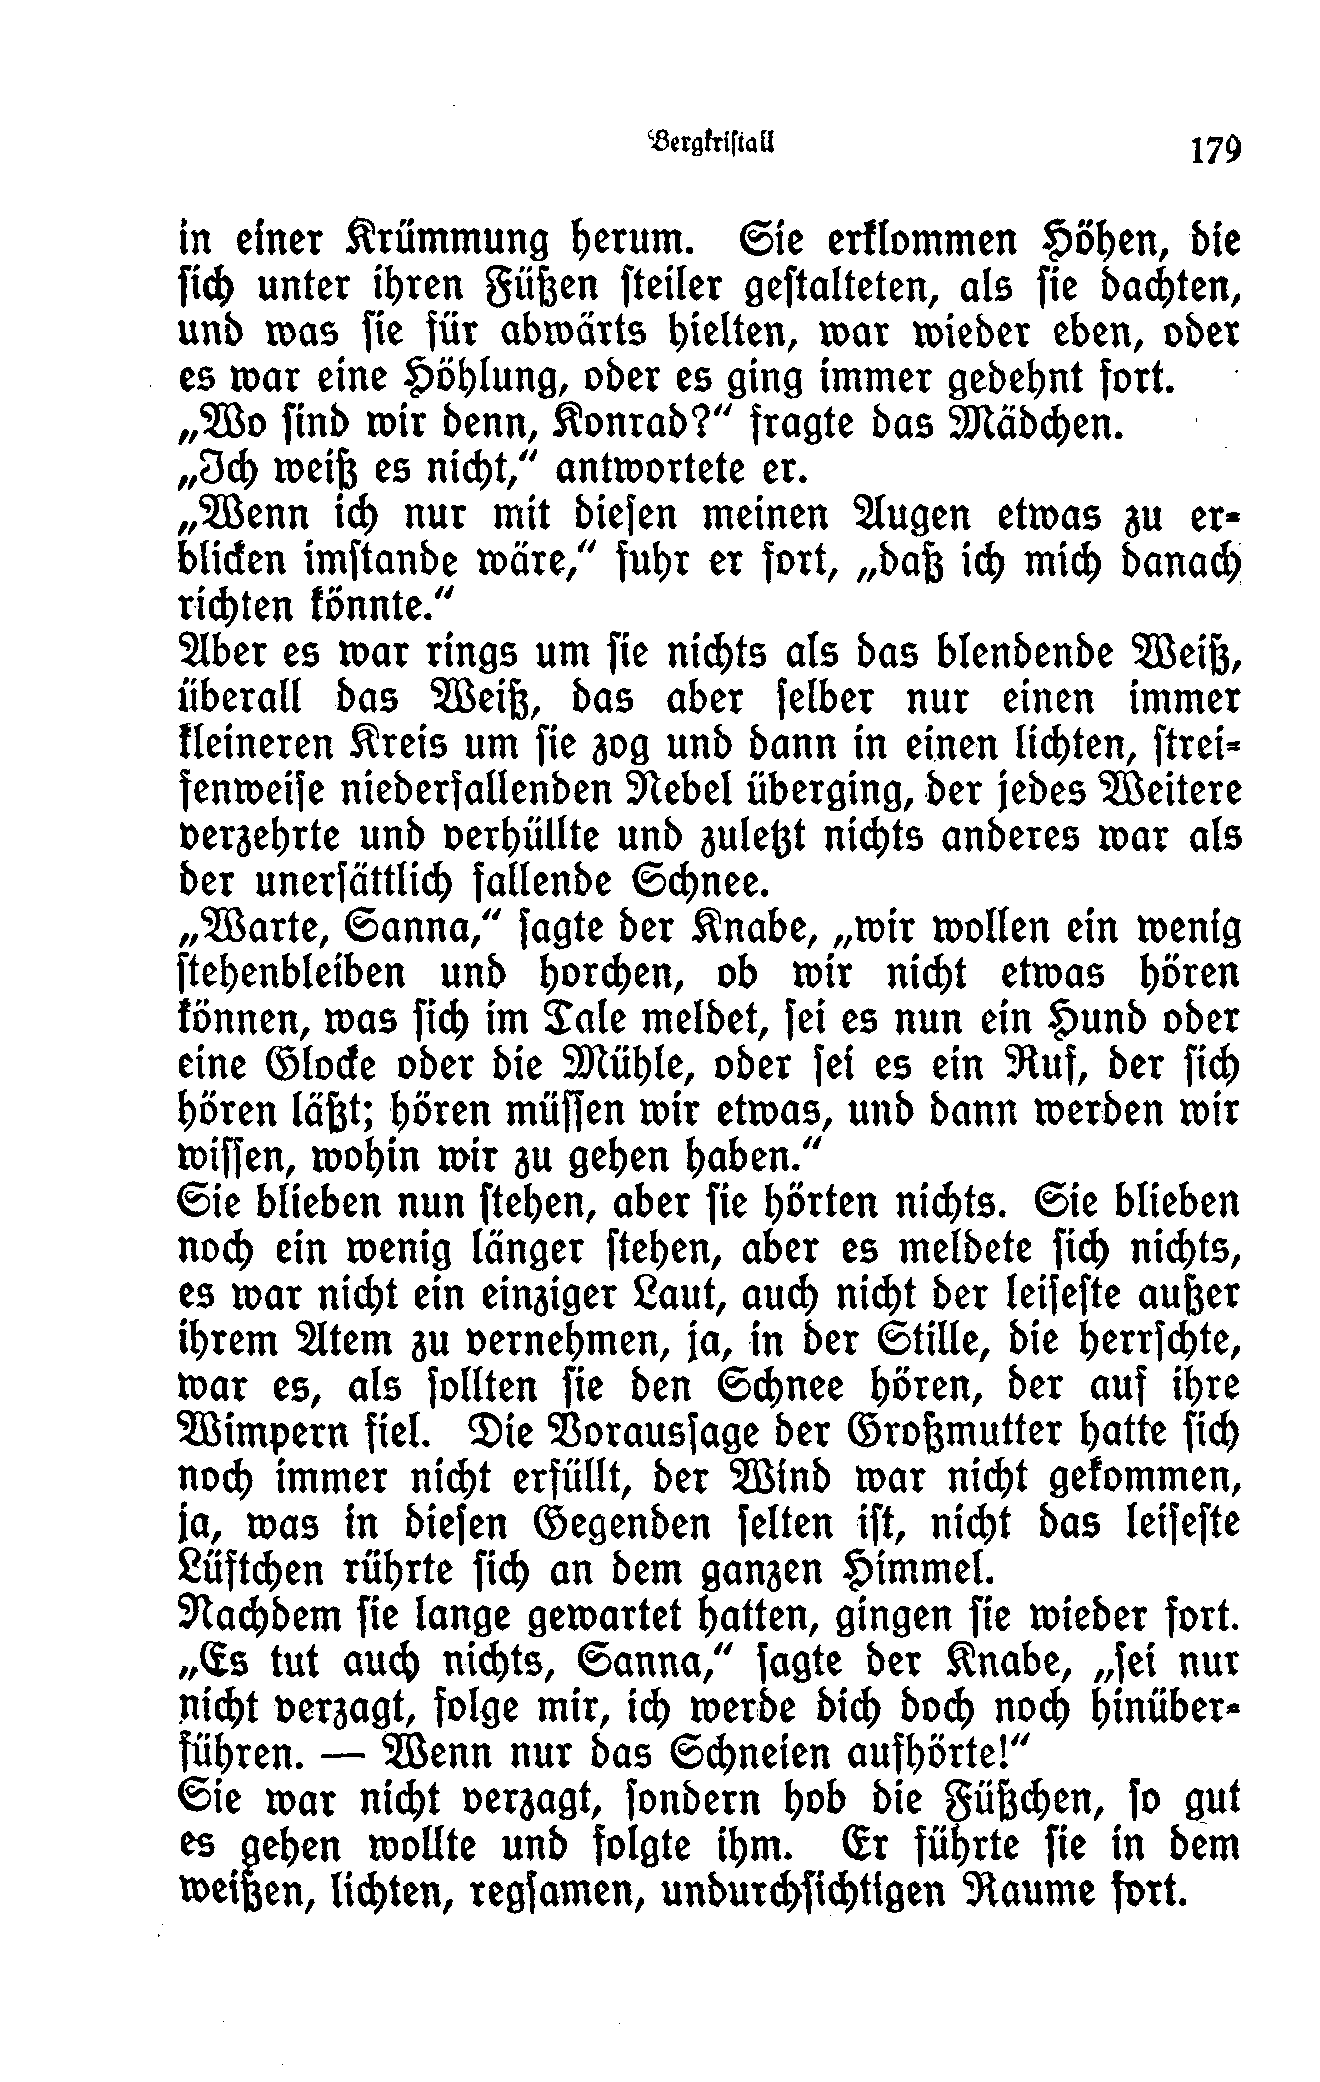 Bergkristall 179
in einer Krümmung herum. Sie erklommen Höhen, die
sich unter ihren Füßen steiler gestalteten, als sie dachten,
und was sie für abwärts hielten, war wieder eben, oder
es war eine Höhlung, oder es ging immer gedehnt fort.
„Wo sind wir denn, Konrad?“ fragte das Mädchen.
„Ich weiß es nicht,“ antwortete er.
„Wenn ich nur mit diesen meinen Augen etwas zu er-
blicken imstande wäre,“ fuhr er fort, „daß ich mich danach
richten könnte.“
Aber es war rings um sie nichts als das blendende Weiß,
überall das Weiß, das aber selber nur einen immer
kleineren Kreis um sie zog und dann in einen lichten, strei-
fenweise niederfallenden Nebel überging, der jedes Weitere
verzehrte und verhüllte und zuletzt nichts anderes war als
der unersättlich fallende Schnee.
„Warte, Sanna,“ sagte der Knabe, „wir wollen ein wenig
stehenbleiben und horchen, ob wir nicht etwas hören
können, was sich im Tale meldet, sei es nun ein Hund oder
eine Glocke oder die Mühle, oder sei es ein Ruf, der sich
hören läßt; hören müssen wir etwas, und dann werden wir
wissen, wohin wir zu gehen haben.“
Sie blieben nun stehen, aber sie hörten nichts. Sie blieben
noch ein wenig länger stehen, aber es meldete sich nichts,
es war nicht ein einziger Laut, auch nicht der leiseste außer
ihrem Atem zu vernehmen, ja, in der Stille, die herrschte,
war es, als sollten sie den Schnee hören, der auf ihre
Wimpern fiel. Die Voraussage der Großmutter hatte sich
noch immer nicht erfüllt, der Wind war nicht gekommen,
ja, was in diesen Gegenden selten ist, nicht das leiseste
Lüftchen rührte sich an dem ganzen Himmel.
Nachdem sie lange gewartet hatten, gingen sie wieder fort.
„Es tut auch nichts, Sanna,“ sagte der Knabe, „sei nur
nicht verzagt, folge mir, ich werde dich doch noch hinüber-
führen. — Wenn nur das Schneien aufhörte!“
Sie war nicht verzagt, sondern hob die Füßchen, so gut
es gehen wollte und folgte ihm. Er führte sie in dem
weißen, lichten, regsamen, undurchsichtigen Raume fort.